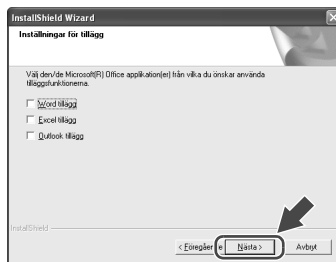 InstallShield Wizard
Inställningar för tillägg
Välj den/de Microsoft(R) Office applikation(er) från vilka du önskar använda
tilläggsfunktionerna.
Word tillägg
Excel tillägg
Outlook tillägg
InstallShield
< Föregåen e Nästa > Avbryt